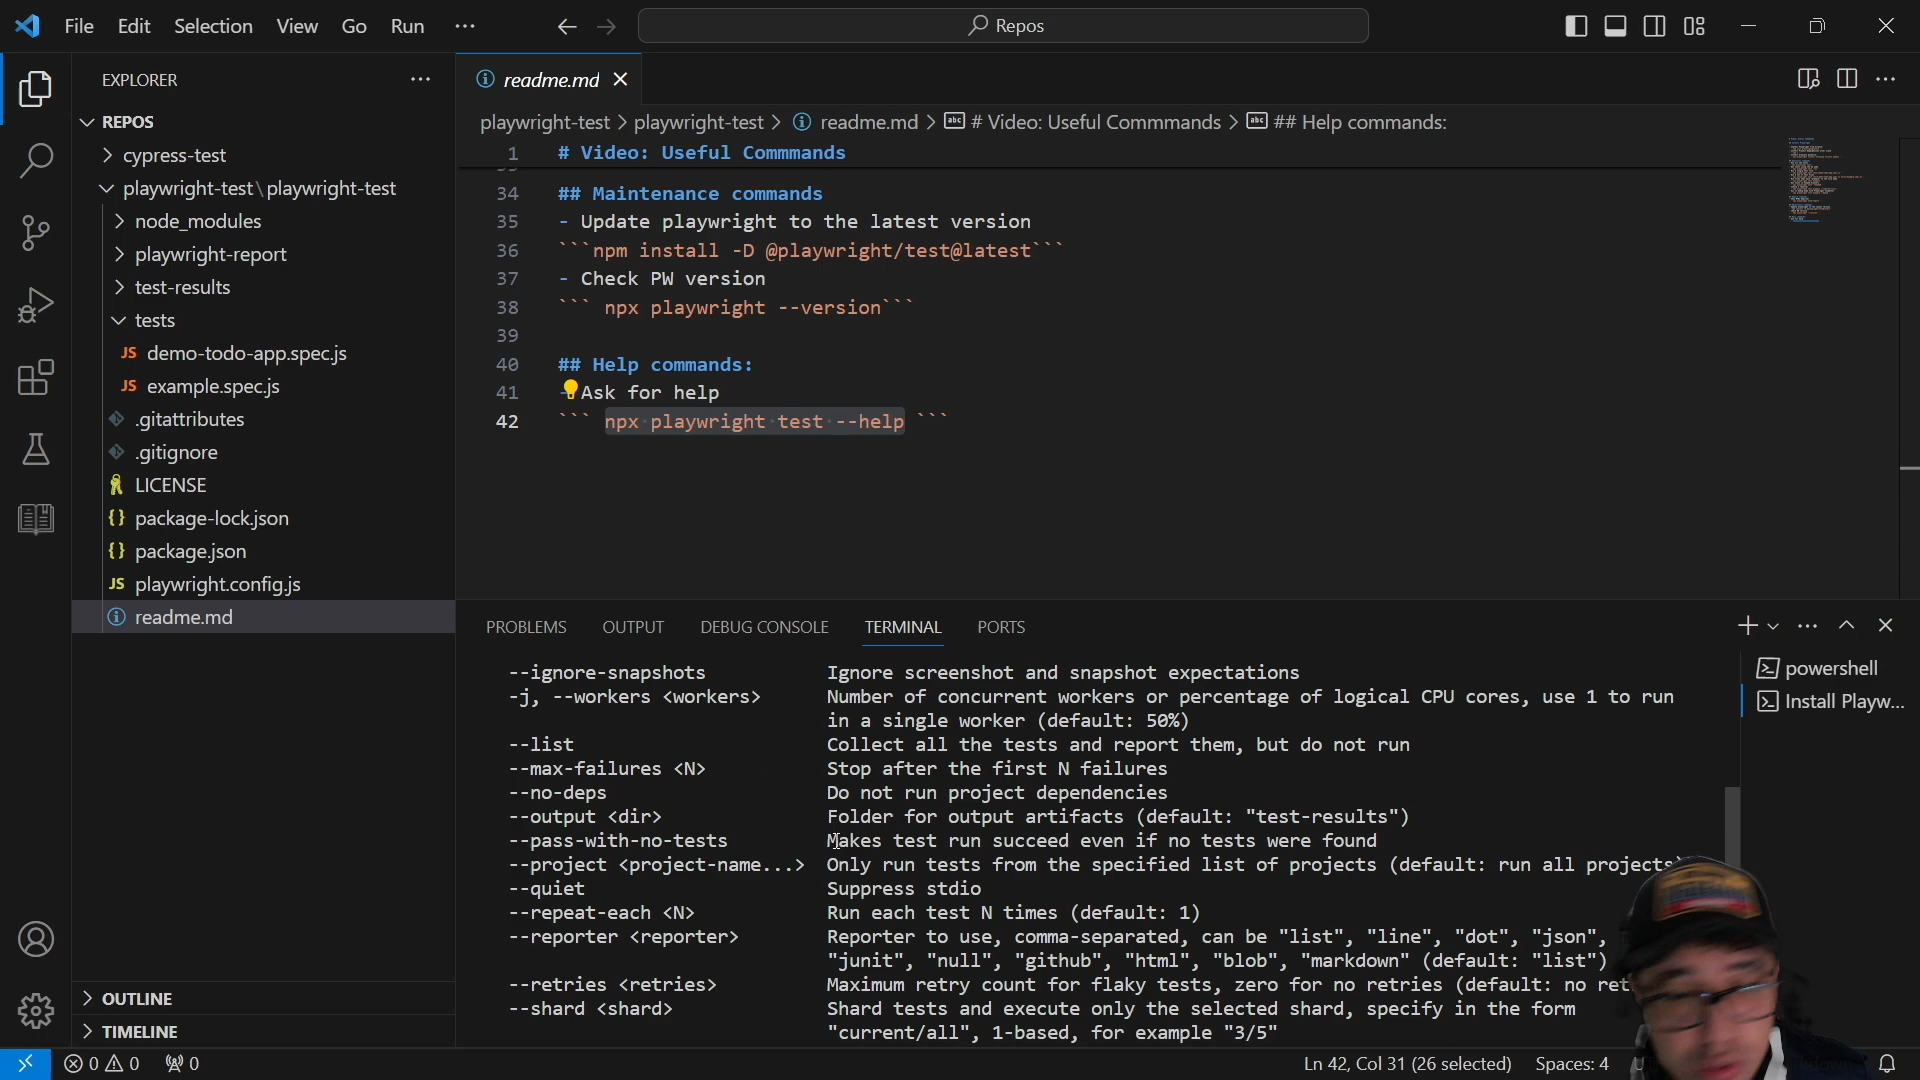 File Edit Selection View Go Run ··· Repos
EXPLORER
REPOS
cypress-test
playwright-test\playwright-test
node_modules
playwright-report
test-results
tests
JS demo-todo-app.spec.js
JS example.spec.js
.gitattributes
.gitignore
LICENSE
{} package-lock.json
{} package.json
JS playwright.config.js
readme.md
OUTLINE
TIMELINE
readme.md
playwright-test > playwright-test > readme.md > abc # Video: Useful Commmands > abc ## Help commands:
1 # Video: Useful Commmands
34 ## Maintenance commands
35 - Update playwright to the latest version
36 ```npm install -D @playwright/test@latest```
37 - Check PW version
38 ``` npx playwright --version```
39
40 ## Help commands:
41 Ask for help
42 ``` npx playwright test --help ```
PROBLEMS OUTPUT DEBUG CONSOLE TERMINAL PORTS
powershell
Install Playw...
--ignore-snapshots Ignore screenshot and snapshot expectations
-j, --workers <workers> Number of concurrent workers or percentage of logical CPU cores, use 1 to run
in a single worker (default: 50%)
--list Collect all the tests and report them, but do not run
--max-failures <N> Stop after the first N failures
--no-deps Do not run project dependencies
--output <dir> Folder for output artifacts (default: "test-results")
--pass-with-no-tests Makes test run succeed even if no tests were found
--project <project-name...> Only run tests from the specified list of projects (default: run all projects)
--quiet Suppress stdio
--repeat-each <N> Run each test N times (default: 1)
--reporter <reporter> Reporter to use, comma-separated, can be "list", "line", "dot", "json",
"junit", "null", "github", "html", "blob", "markdown" (default: "list")
--retries <retries> Maximum retry count for flaky tests, zero for no retries (default: no
--shard <shard> Shard tests and execute only the selected shard, specify in the form
"current/all", 1-based, for example "3/5"
0 0 0 Ln 42, Col 31 (26 selected) Spaces: 4